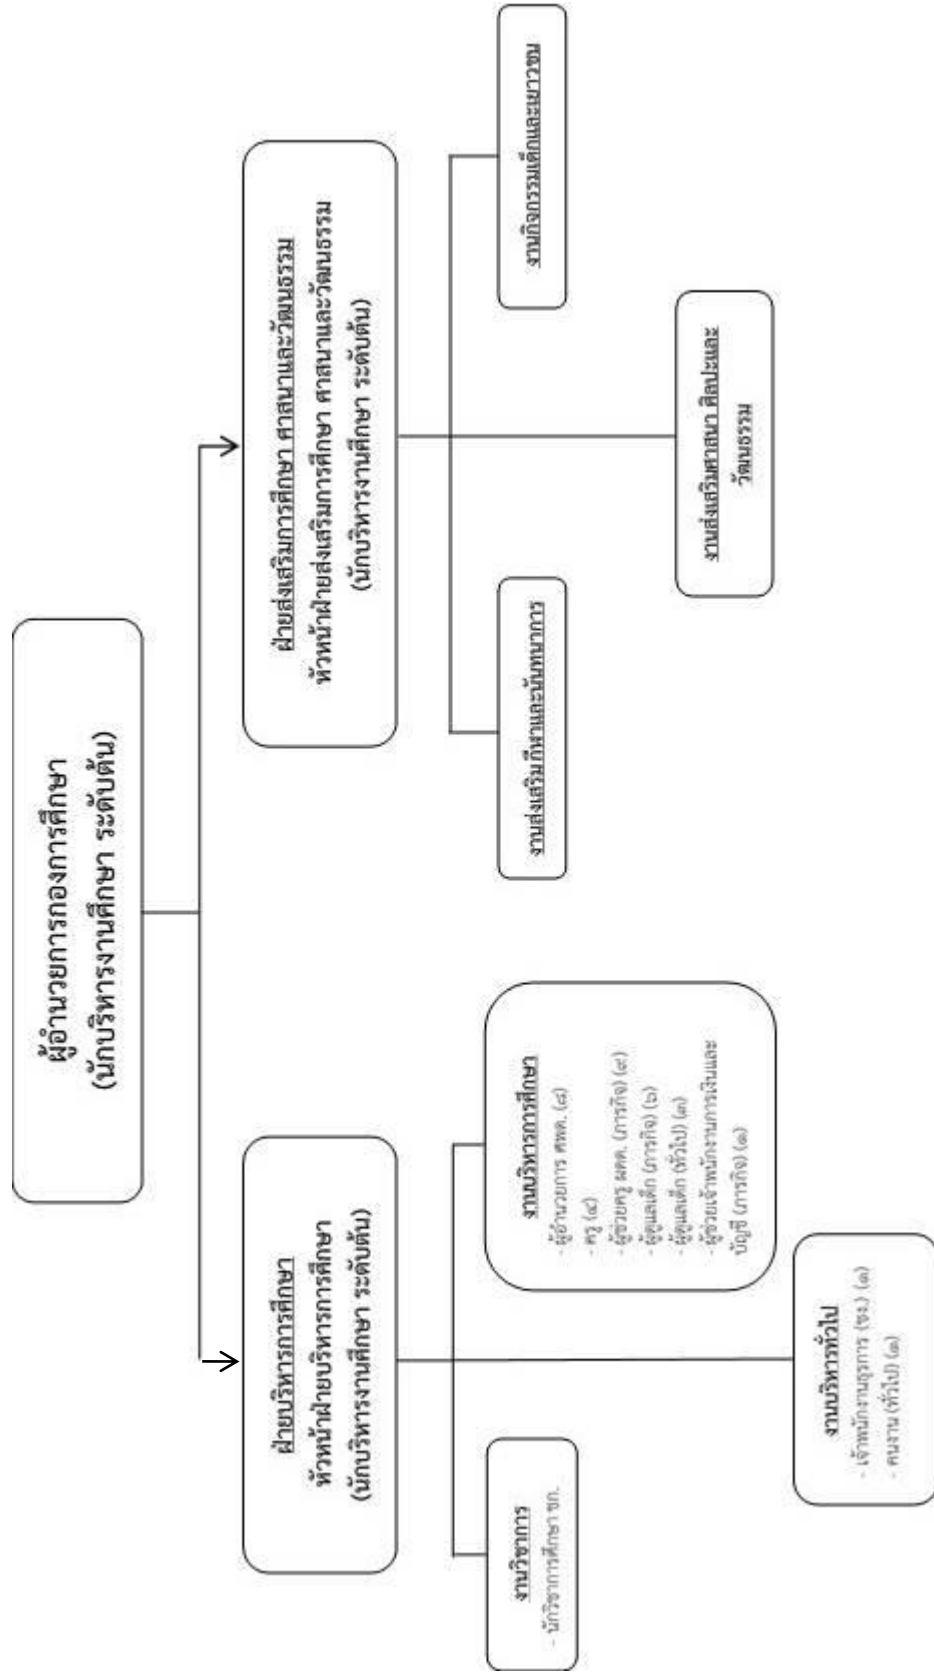 ผู้อำนวยการกองการศึกษา
(นักบริหารงานศึกษา ระดับต้น)
ฝ่ายบริหารการศึกษา
หัวหน้าฝ่ายบริหารการศึกษา
(นักบริหารงานศึกษา ระดับต้น)
ฝ่ายส่งเสริมการศึกษา ศาสนาและวัฒนธรรม
หัวหน้าฝ่ายส่งเสริมการศึกษา ศาสนาและวัฒนธรรม
(นักบริหารงานศึกษา ระดับต้น)
งานวิชาการ
- นักวิชาการศึกษา ชก.
งานบริหารการศึกษา
- ผู้อำนวยการ ศพด. (๘)
- ครู (๔)
- ผู้ช่วยครู ผดด. (ภารกิจ) (๙)
- ผู้ดูแลเด็ก (ภารกิจ) (๖)
- ผู้ดูแลเด็ก (ทั่วไป) (๓)
- ผู้ช่วยเจ้าพนักงานการเงินและ
บัญชี (ภารกิจ) (๑)
งานบริหารทั่วไป
- เจ้าพนักงานธุรการ (ชง.) (๑)
- คนงาน (ทั่วไป) (๑)
งานส่งเสริมกีฬาและนันทนาการ
งานกิจกรรมเด็กและเยาวชน
งานส่งเสริมศาสนา ศิลปะและ
วัฒนธรรม